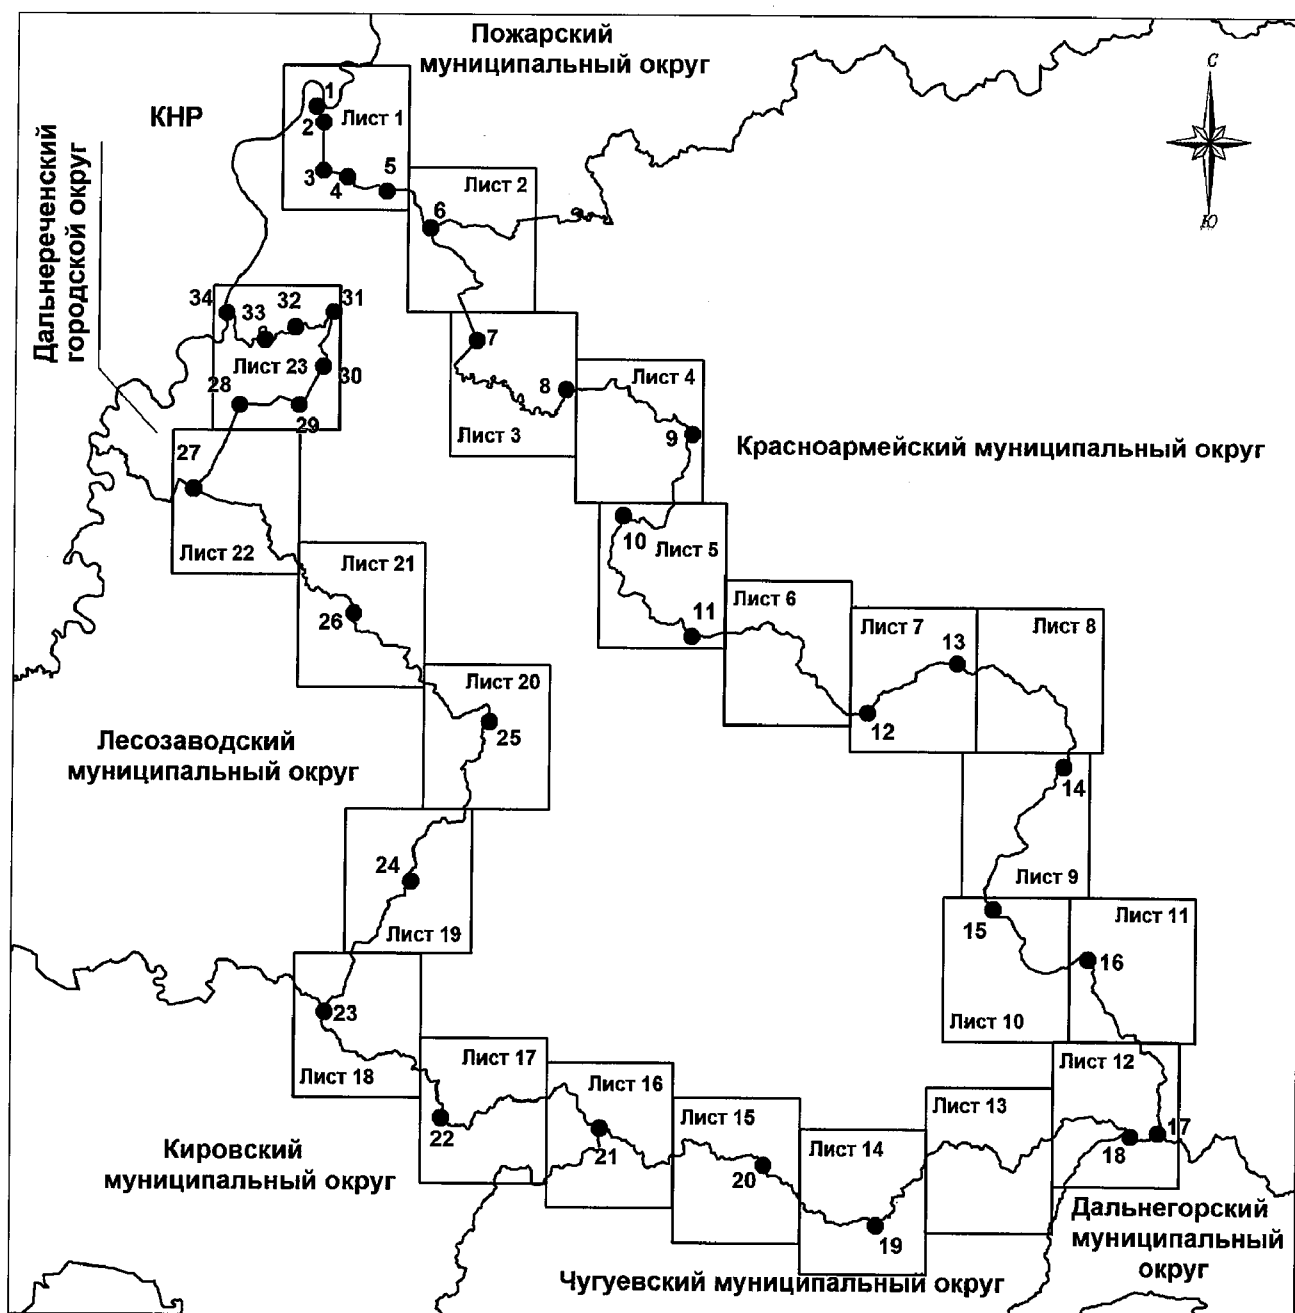 Пожарский
муниципальный округ
С
Ю
КНР
Дальнереченский
городской округ
1
Лист 1
2
3
4
5
Лист 2
6
34
33
32
31
Лист 23
30
28
29
7
8
Лист 4
Лист 3
9
Красноармейский муниципальный округ
27
Лист 22
10
Лист 5
Лист 21
26
11
Лист 6
Лист 7
13
Лист 8
12
Лист 20
25
Лесозаводский
муниципальный округ
14
24
Лист 9
Лист 19
15
Лист 11
16
23
Лист 10
Лист 18
Лист 17
22
Лист 16
21
Лист 15
20
Лист 14
19
Лист 13
Лист 12
17
18
Кировский
муниципальный округ
Дальнегорский
муниципальный
округ
Чугуевский муниципальный округ